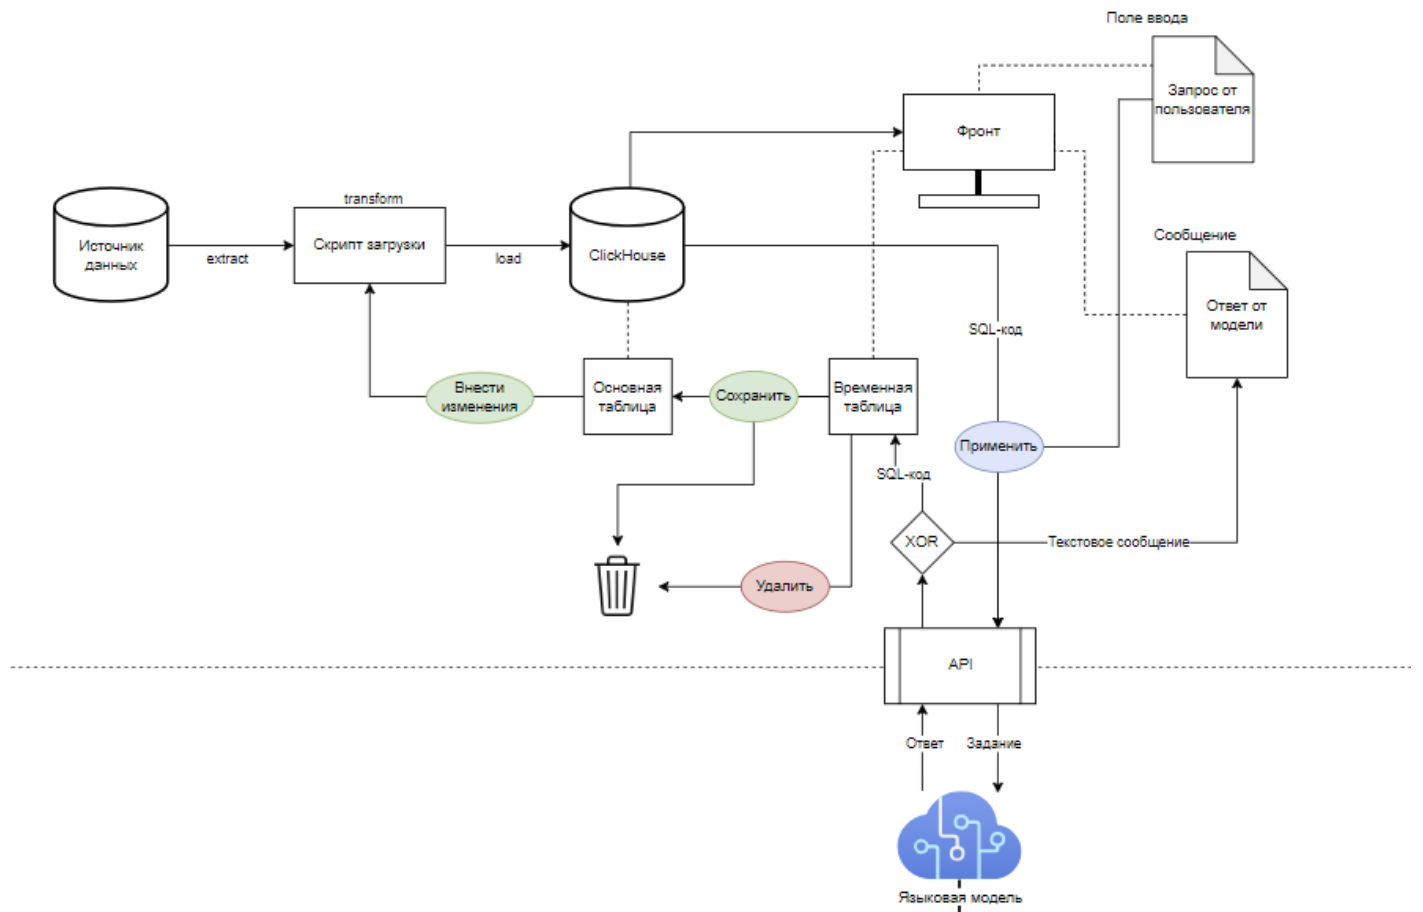 Поле ввода
Запрос от
пользователя
Фронт
transform
Источник
данных
extract
Скрипт загрузки
load
ClickHouse
Сообщение
Ответ от
модели
SQL-код
Внести
изменения
Основная
таблица
Сохранить
Временная
таблица
Применить
SQL-код
XOR
Текстовое сообщение
Удалить
API
Ответ
Задание
Языковая модель